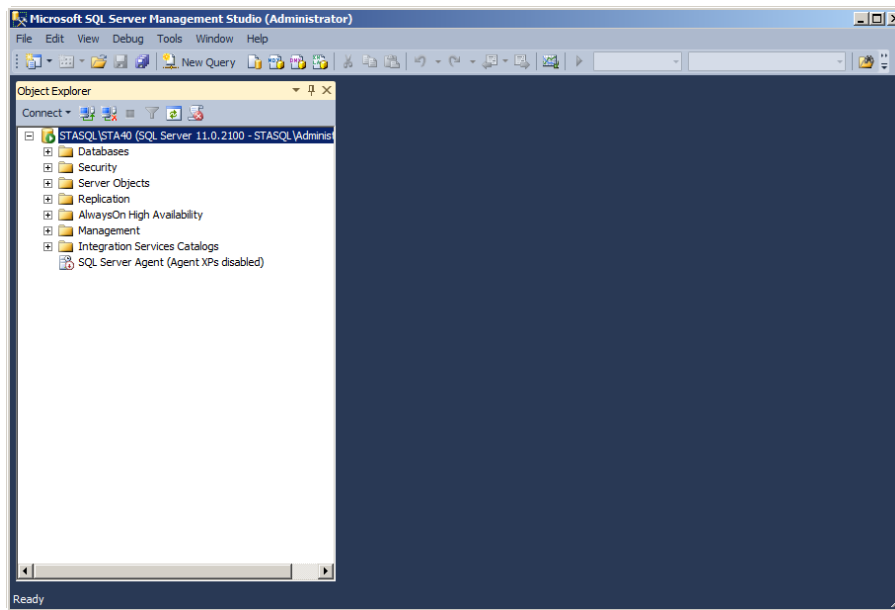 Microsoft SQL Server Management Studio (Administrator)
File Edit View Debug Tools Window Help
New Query
Object Explorer
Connect
STASQL\STA40 (SQL Server 11.0.2100 - STASQL\Administ
Databases
Security
Server Objects
Replication
AlwaysOn High Availability
Management
Integration Services Catalogs
SQL Server Agent (Agent XPs disabled)
Ready